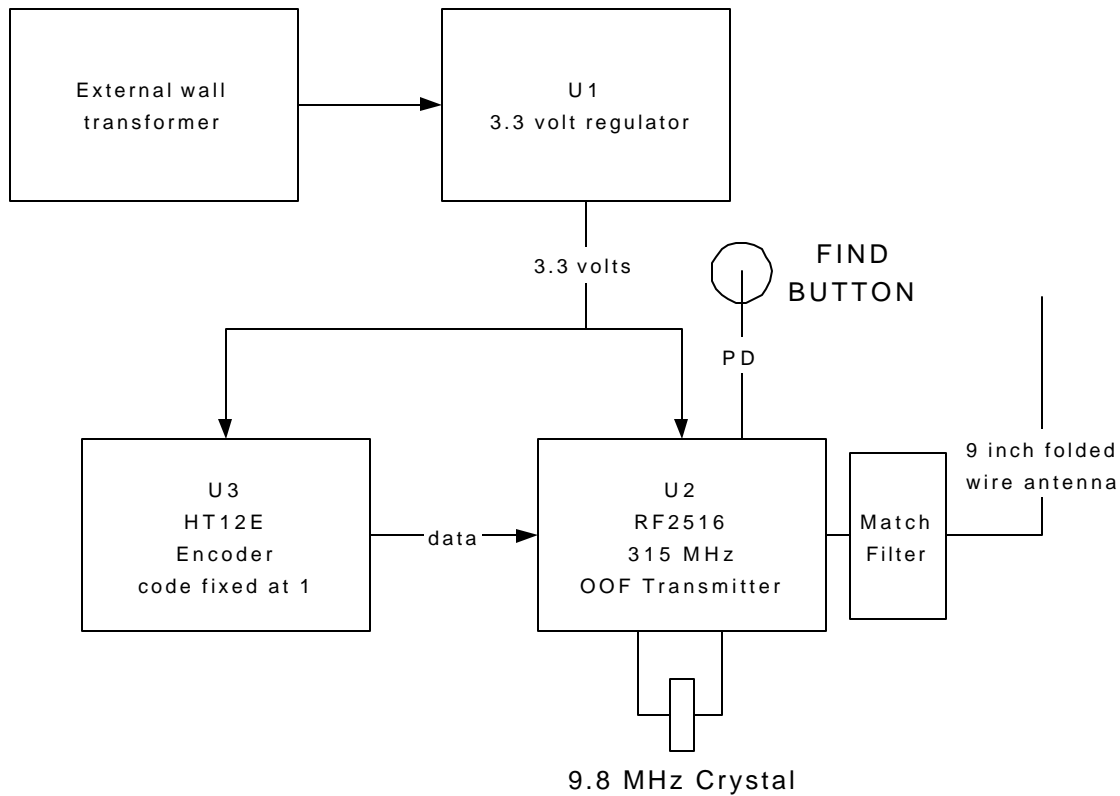 External wall
transformer
U1
3.3 volt regulator
3.3 volts
FIND
BUTTON
PD
U3
HT12E
Encoder
code fixed at 1
data
U2
RF2516
315 MHz
OOF Transmitter
Match
Filter
9 inch folded
wire antenna
9.8 MHz Crystal